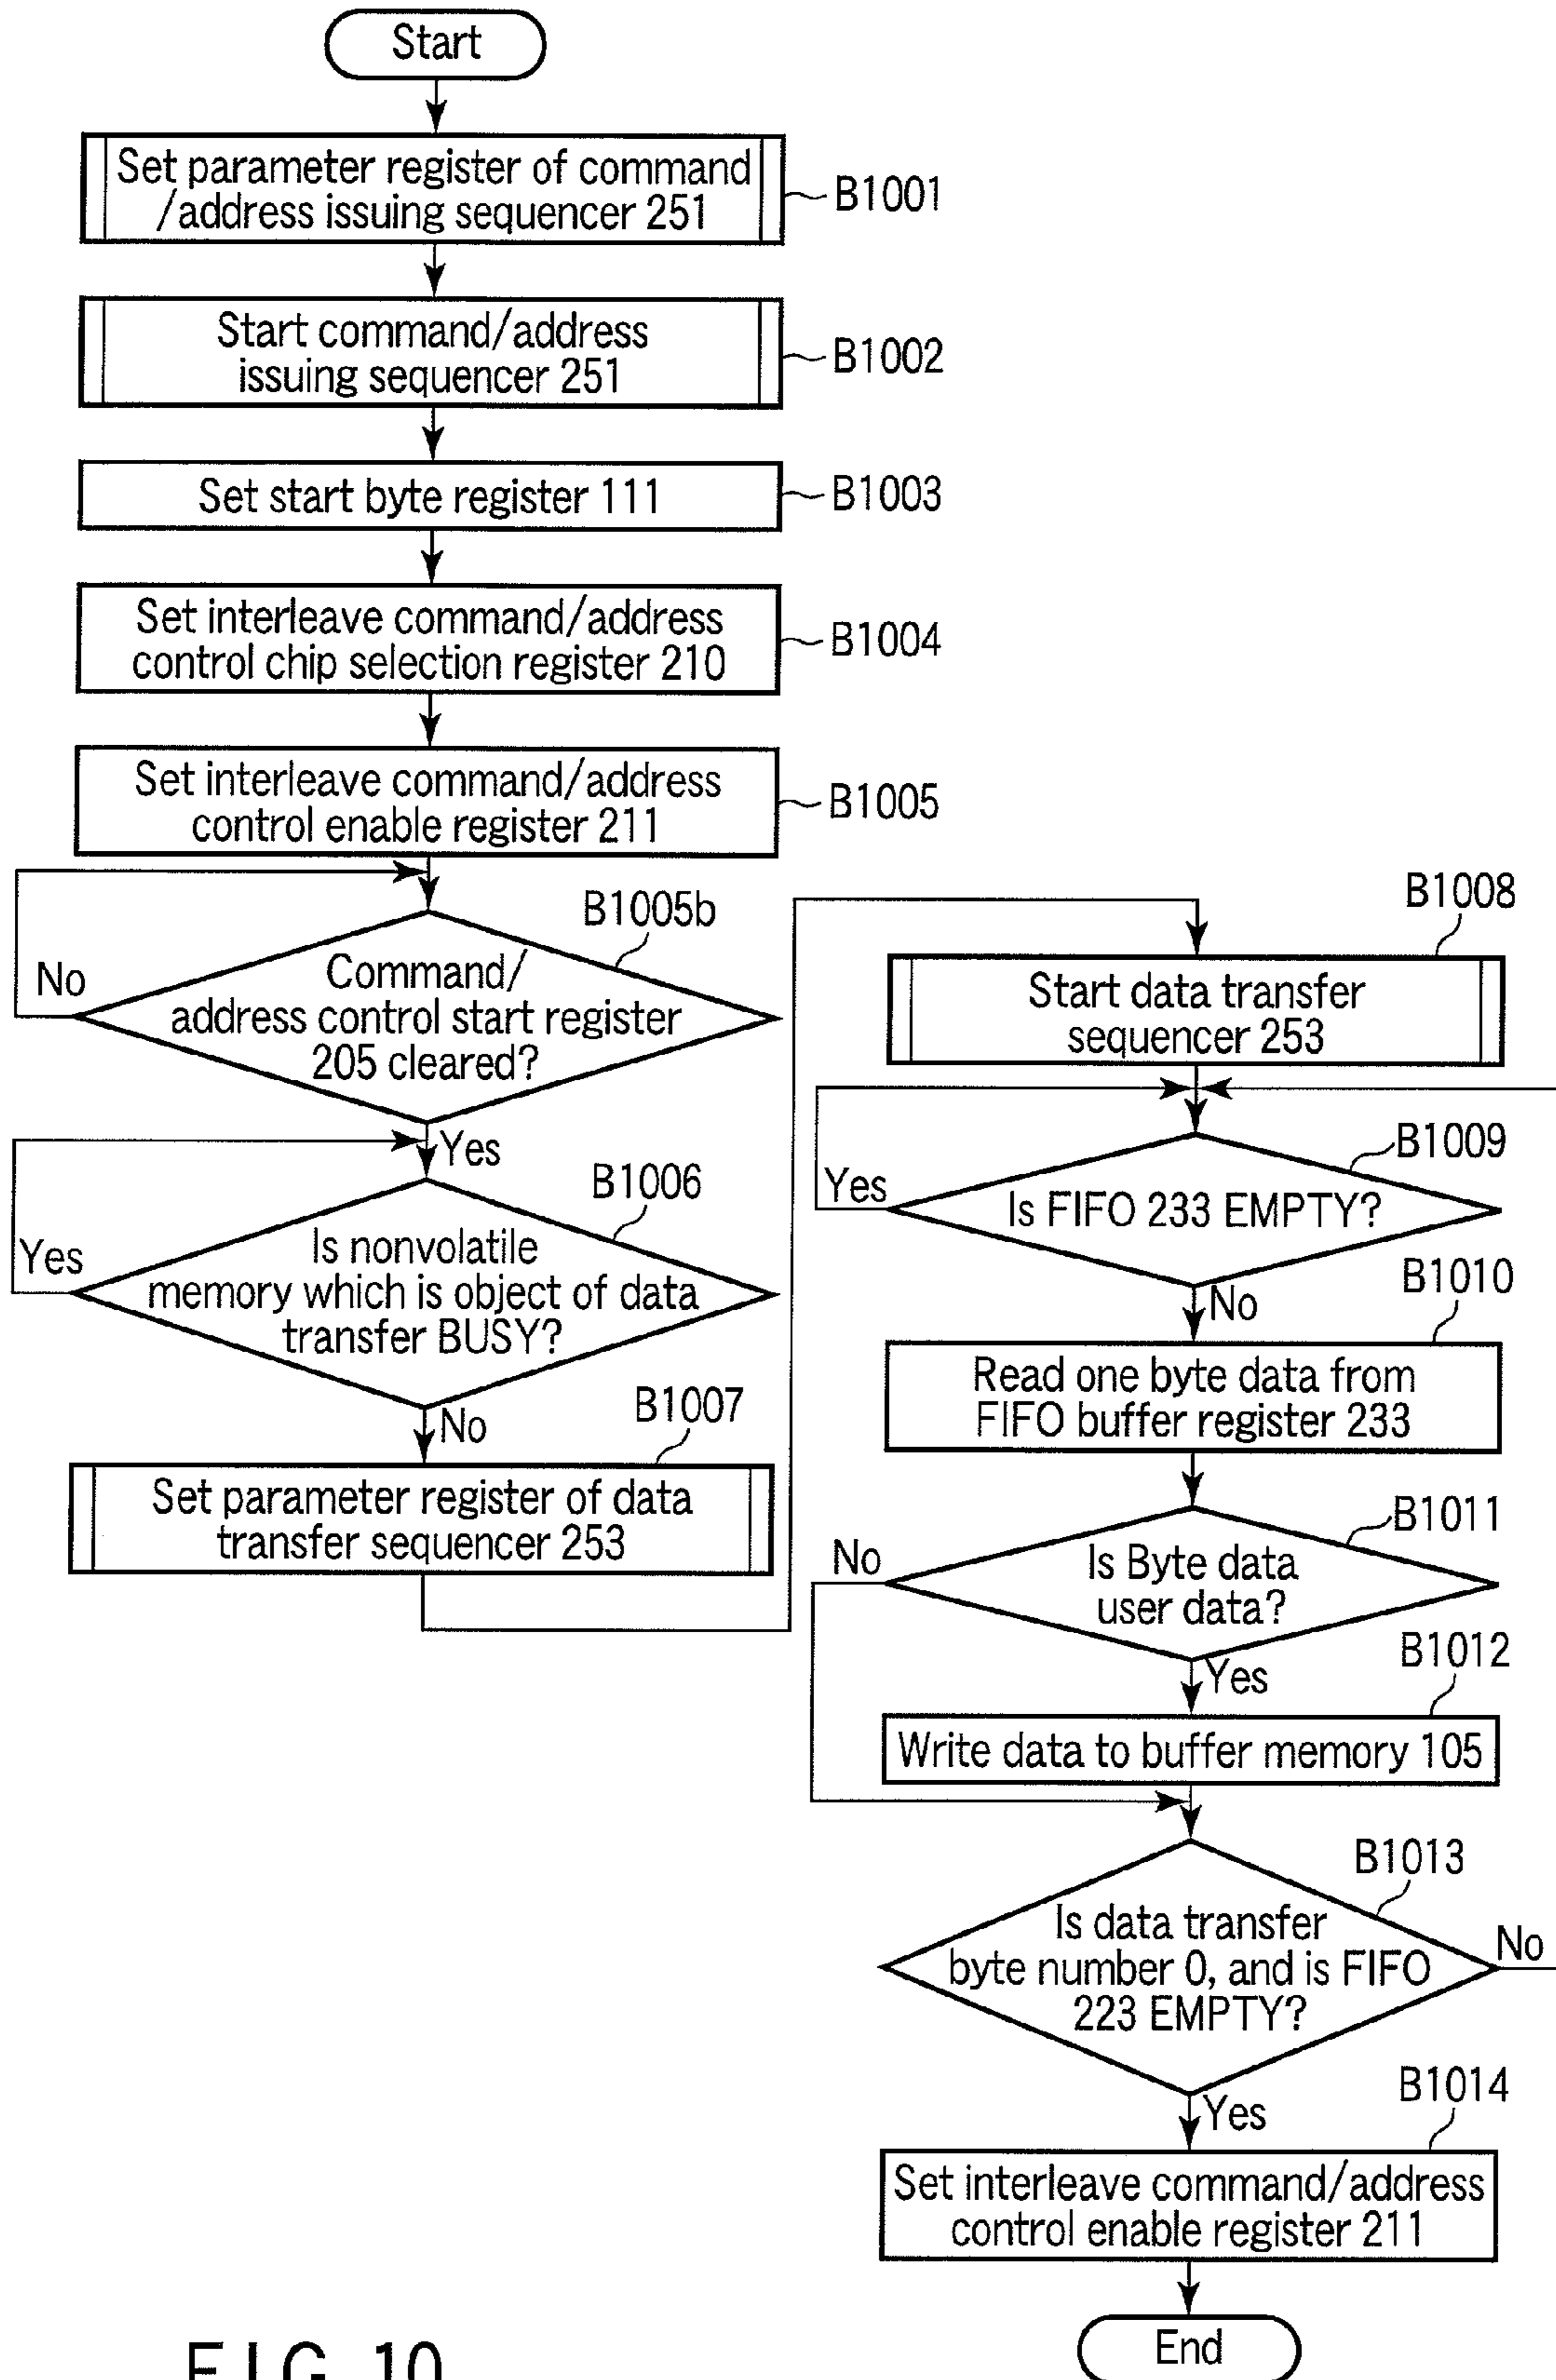 Start
Set parameter register of command
/address issuing sequencer 251
B1001
Start command/address
issuing sequencer 251
B1002
Set start byte register 111
B1003
Set interleave command/address
control chip selection register 210
B1004
Set interleave command/address
control enable register 211
B1005
B1005b
No
Command/
address control start register
205 cleared?
Yes
B1006
Yes
Is nonvolatile
memory which is object of data
transfer BUSY?
No
B1007
Set parameter register of data
transfer sequencer 253
B1008
Start data transfer
sequencer 253
B1009
Yes
Is FIFO 233 EMPTY?
No
B1010
Read one byte data from
FIFO buffer register 233
B1011
No
Is Byte data
user data?
Yes
B1012
Write data to buffer memory 105
B1013
Is data transfer
byte number 0, and is FIFO
223 EMPTY?
No
Yes
B1014
Set interleave command/address
control enable register 211
End
FIG. 10